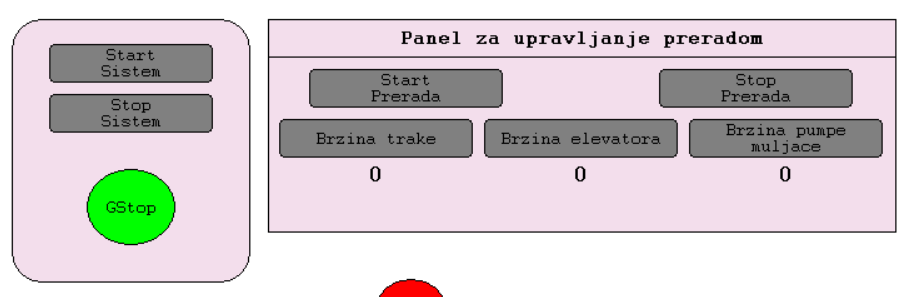 Start
Sistem
Stop
Sistem
GStop
Panel za upravljanje preradom
Start
Prerada
Stop
Prerada
Brzina trake
Brzina elevatora
Brzina pumpe
muljace
0
0
0